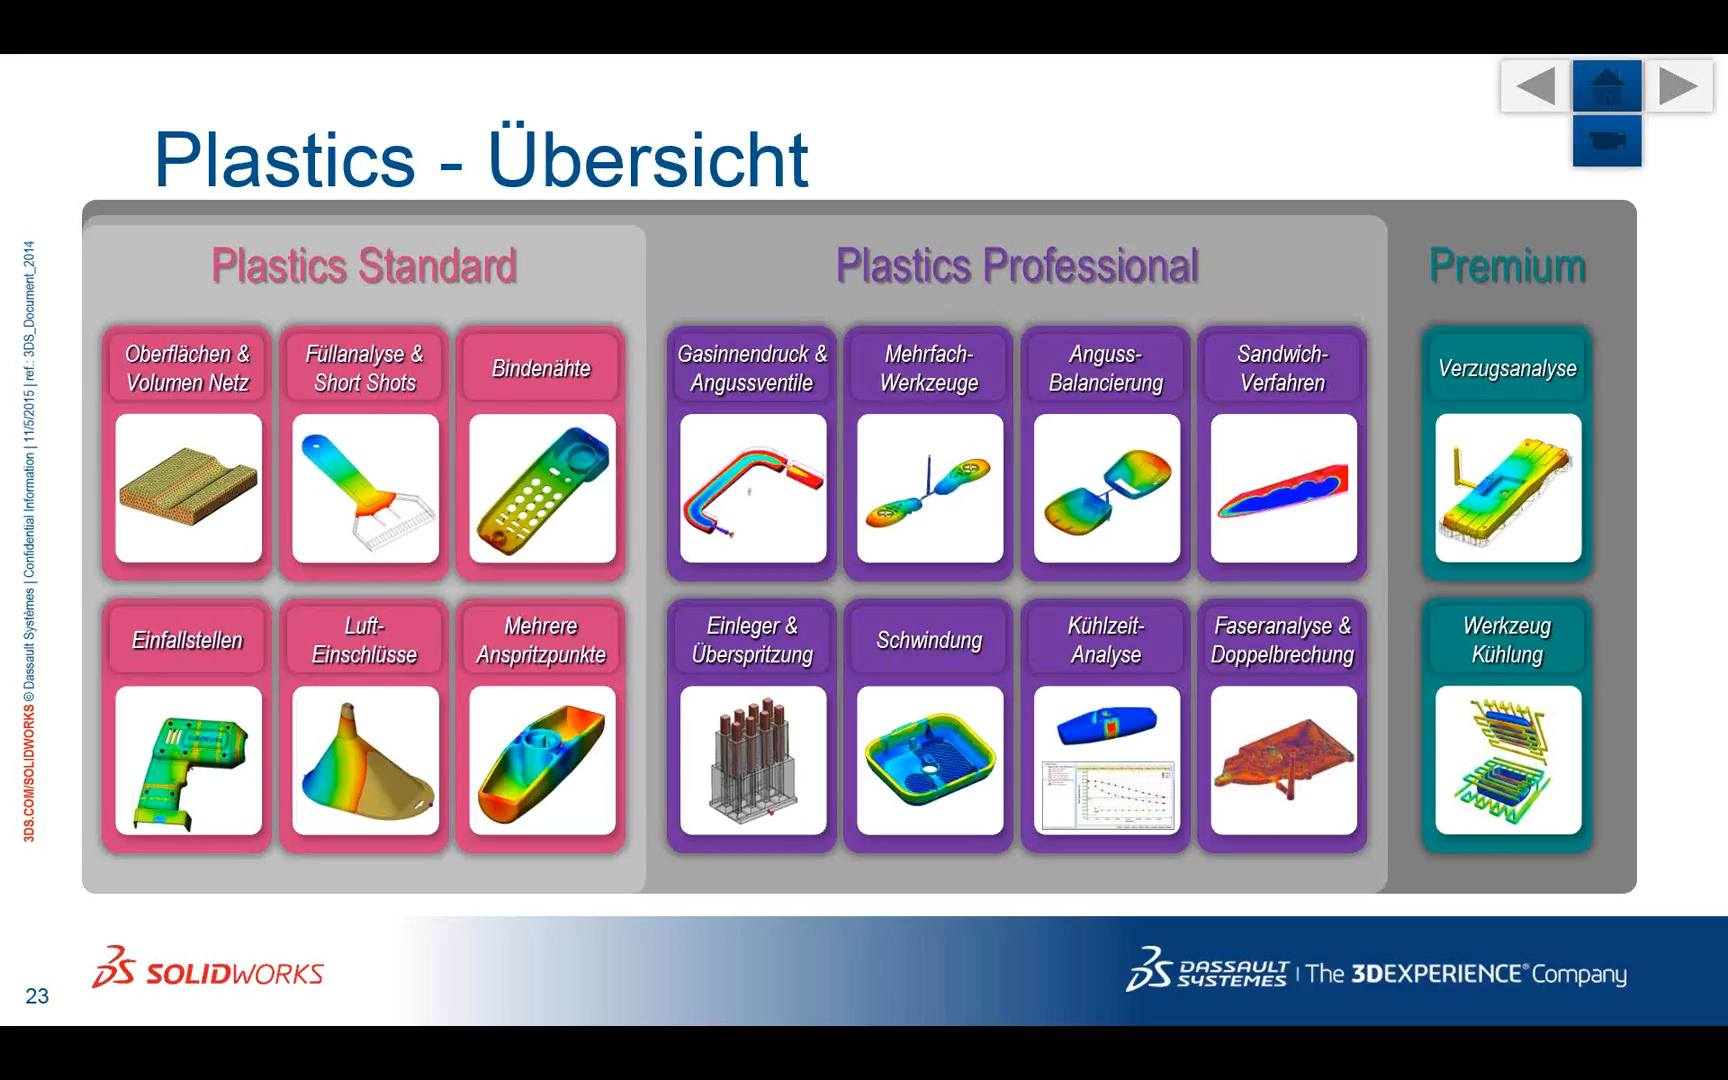 Plastics - Übersicht
Plastics Standard
Plastics Professional
Premium
Oberflächen &
Volumen Netz
Füllanalyse &
Short Shots
Bindenähte
Gasinnendruck &
Angussventile
Mehrfach-
Werkzeuge
Anguss-
Balancierung
Sandwich-
Verfahren
Verzugsanalyse
Einfallstellen
Luft-
Einschlüsse
Mehrere
Anspritzpunkte
Einleger &
Überspritzung
Schwindung
Kühlzeit-
Analyse
Faseranalyse &
Doppelbrechung
Werkzeug
Kühlung
3DS.COM/SOLIDWORKS © Dassault Systèmes | Confidential Information | 11/5/2015 | ref.: 3DS_Document_2014
23
SOLIDWORKS
DASSAULT SYSTEMES | The 3DEXPERIENCE® Company